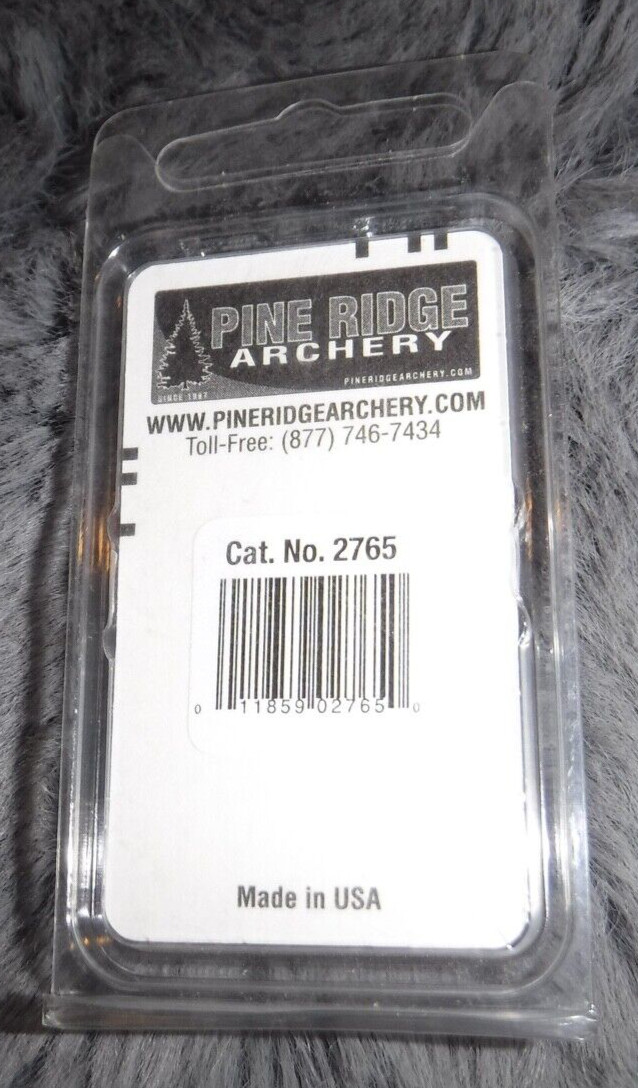 PINE RIDGE
ARCHERY
PINERIDGEARCHERY.COM
SINCE 1987
WWW.PINERIDGEARCHERY.COM
Toll-Free: (877) 746-7434
Cat. No. 2765
0 11859 02765 0
Made in USA